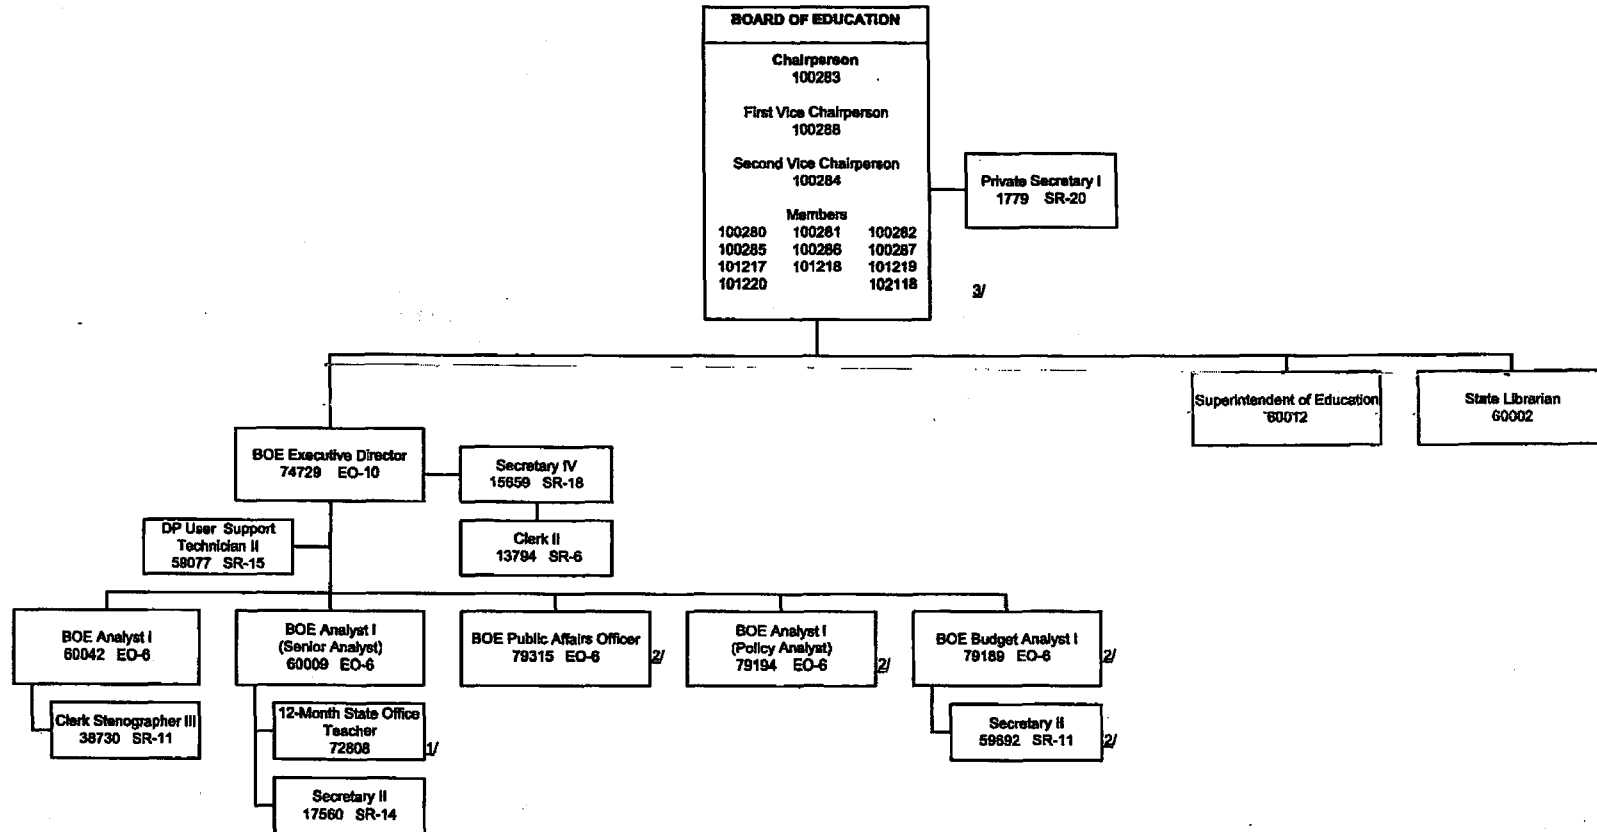 BOARD OF EDUCATION
Chairperson
100283
First Vice Chairperson
100288
Second Vice Chairperson
100284
Members
100280 100281 100282
100285 100286 100287
101217 101218 101219
101220 102118
3/
Private Secretary I
1779 SR-20
Superintendent of Education
60012
State Librarian
60002
BOE Executive Director
74729 EO-10
Secretary IV
15659 SR-18
DP User Support
Technician II
58077 SR-15
Clerk II
13794 SR-6
BOE Analyst I
60042 EO-6
BOE Analyst I
(Senior Analyst)
60009 EO-6
BOE Public Affairs Officer
79315 EO-6
2/
BOE Analyst I
(Policy Analyst)
79194 EO-6
2/
BOE Budget Analyst I
79189 EO-6
2/
Clerk Stenographer III
38730 SR-11
12-Month State Office
Teacher
72808
1/
Secretary II
59892 SR-11
2/
Secretary II
17560 SR-14